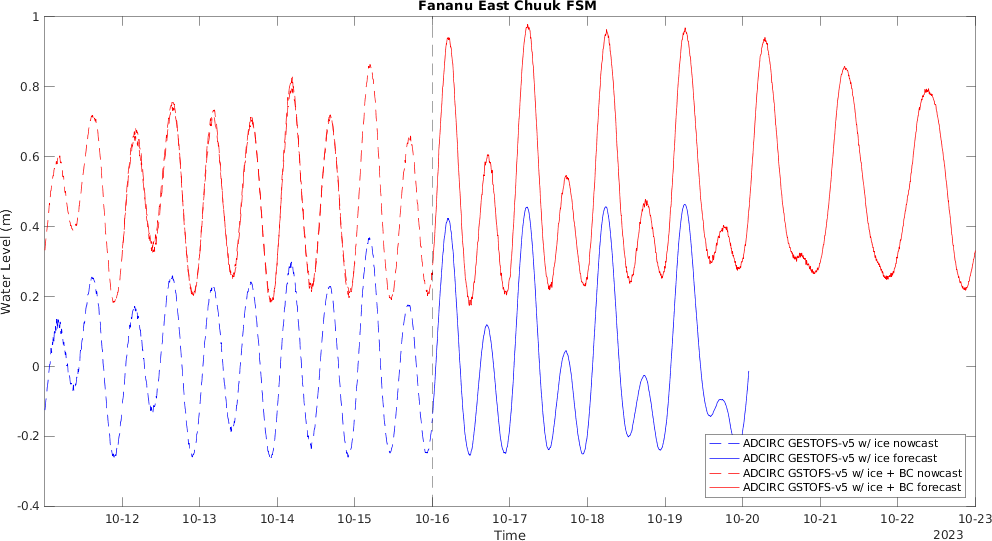 Fananu East Chuuk FSM
Water Level (m)
1
0.8
0.6
0.4
0.2
0
-0.2
-0.4
ADCIRC GESTOFS-v5 w/ ice nowcast
ADCIRC GESTOFS-v5 w/ ice forecast
ADCIRC GSTOFS-v5 w/ ice + BC nowcast
ADCIRC GSTOFS-v5 w/ ice + BC forecast
10-12 10-13 10-14 10-15 10-16 10-17 10-18 10-19 10-20 10-21 10-22 10-23
Time
2023